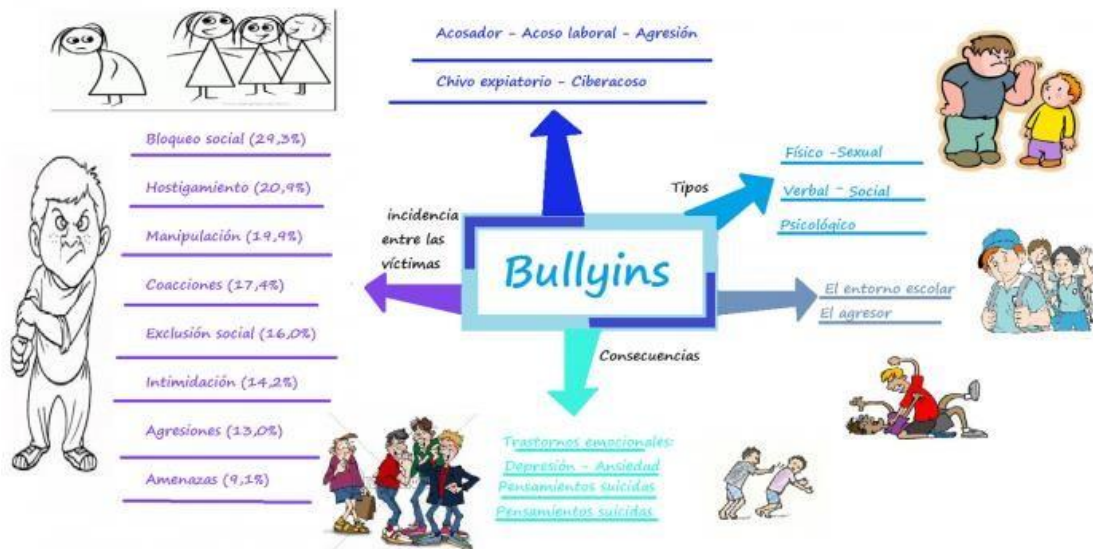 Acosador - Acoso laboral - Agresión
Chivo expiatorio - Ciberacoso
Bloqueo social (29,3%)
Hostigamiento (20,9%)
Manipulación (19,9%)
Coacciones (17,4%)
Exclusión social (16,0%)
Intimidación (14,2%)
Agresiones (13,0%)
Amenazas (9,1%)
incidencia
entre las
víctimas
Bullyins
Tipos
Físico -Sexual
Verbal - Social
Psicológico
El entorno escolar
El agresor
Consecuencias
Trastornos emocionales:
Depresión - Ansiedad
Pensamientos suicidas
Pensamientos suicidas